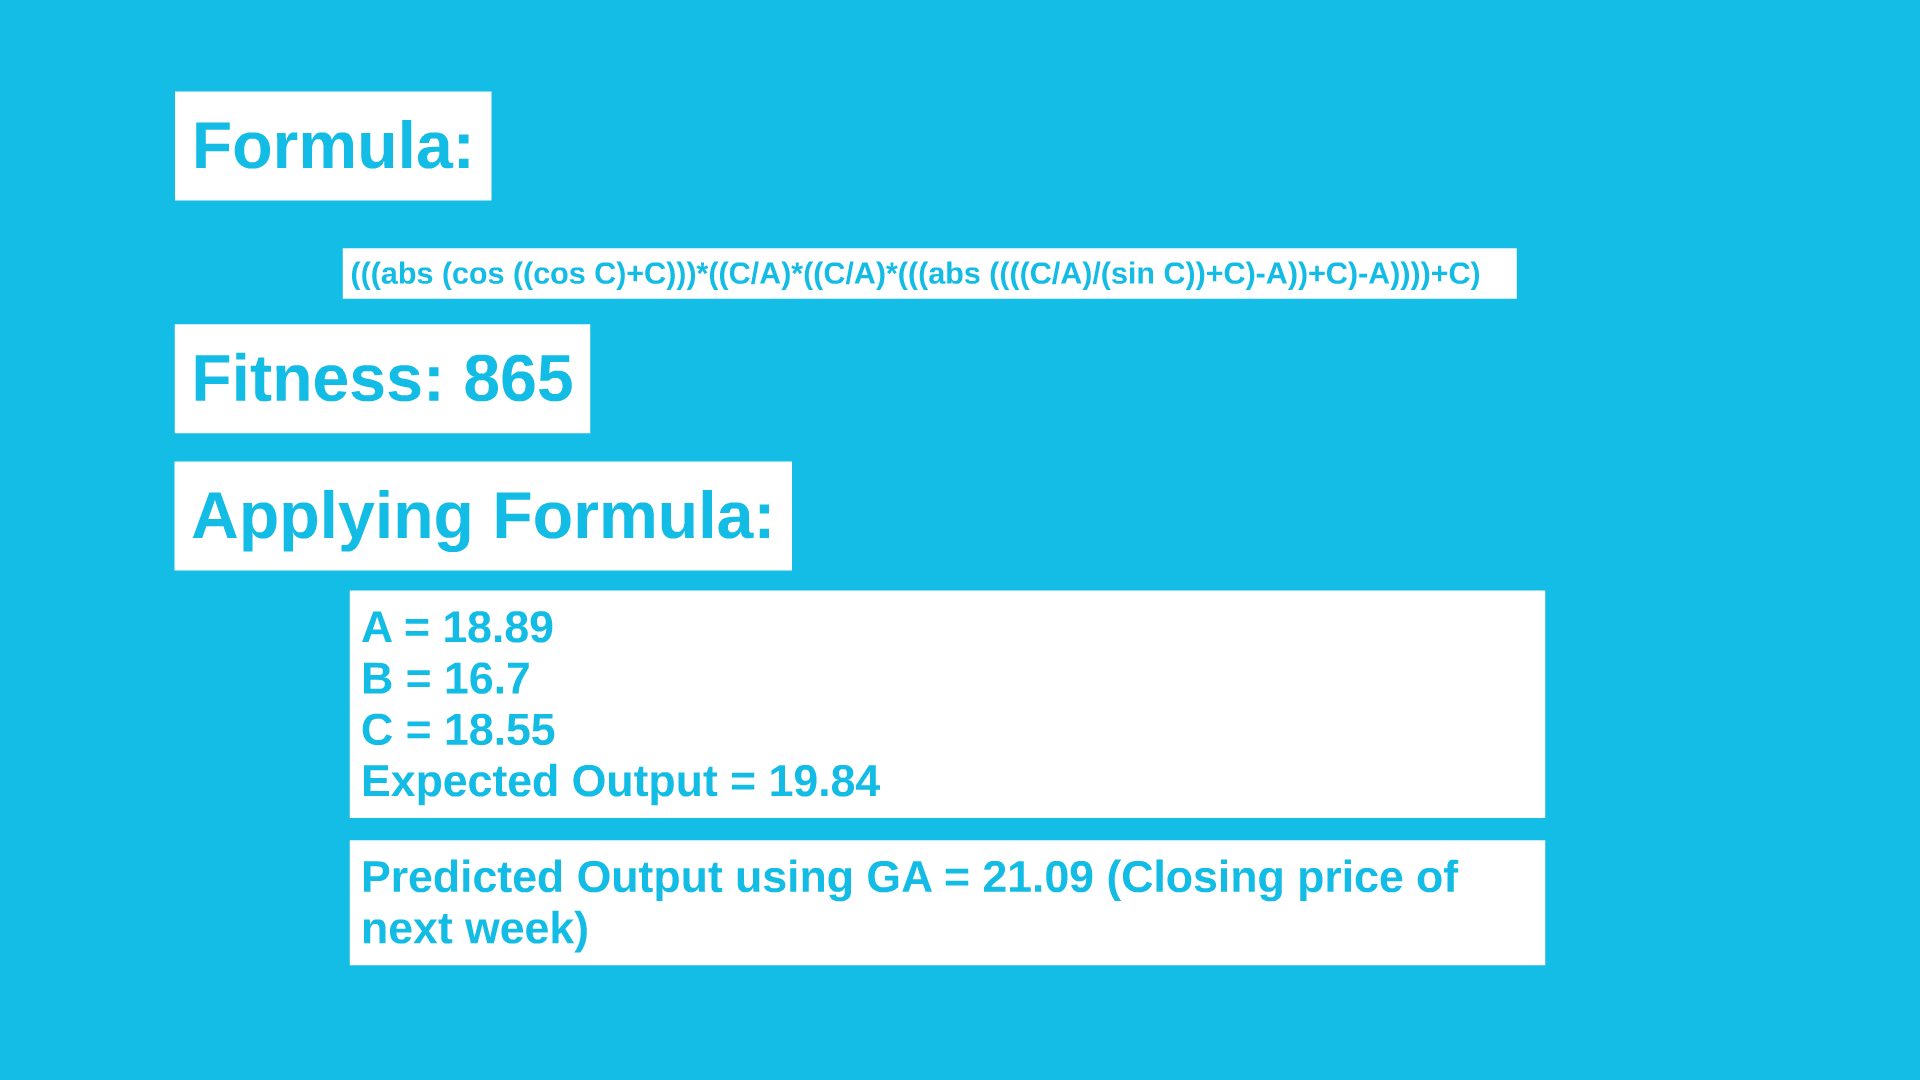 Formula:
(((abs (cos ((cos C)+C)))*((C/A)*((C/A)*(((abs ((((C/A)/(sin C))+C)-A))+C)-A))))+C)
Fitness: 865
Applying Formula:
A = 18.89
B = 16.7
C = 18.55
Expected Output = 19.84
Predicted Output using GA = 21.09 (Closing price of
next week)